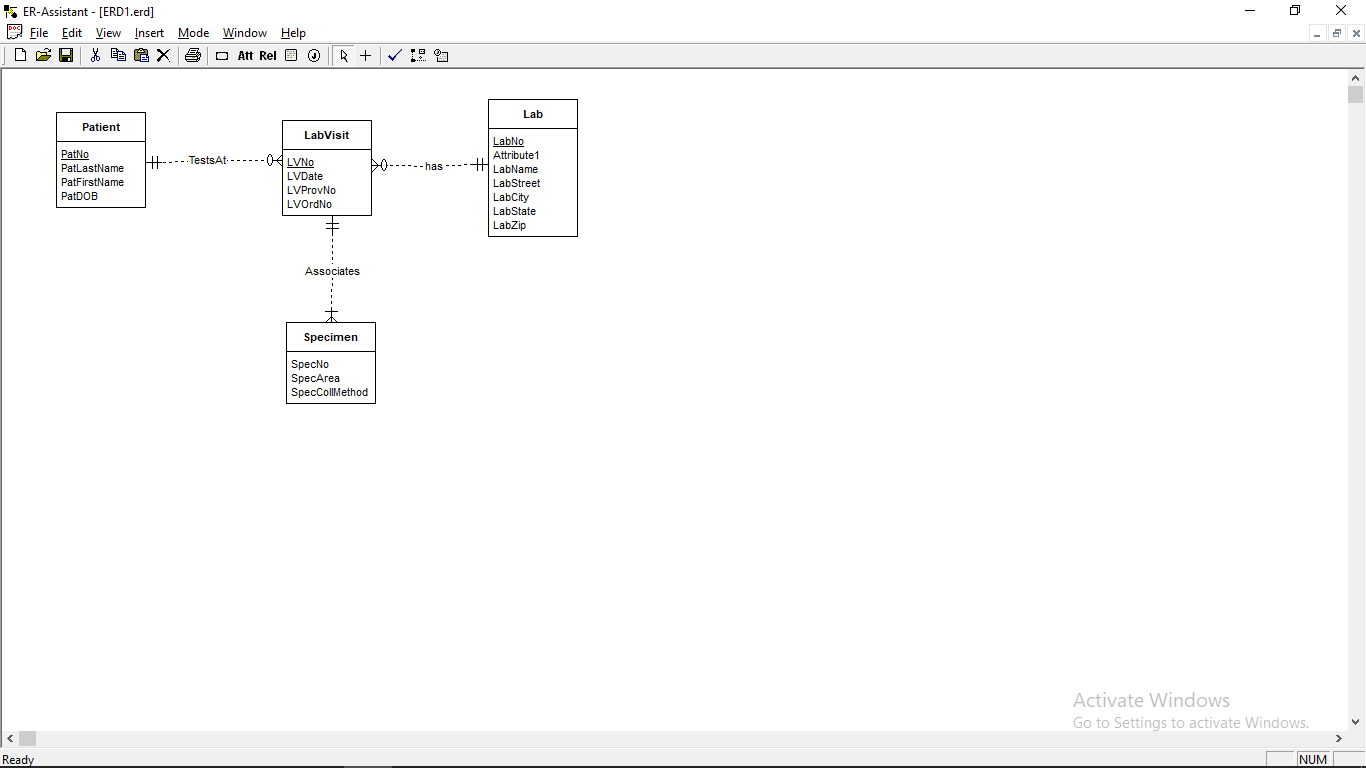 ER-Assistant - [ERD1.erd]
File Edit View Insert Mode Window Help
Att Rel
Patient
PatNo
PatLastName
PatFirstName
PatDOB
TestsAt
LabVisit
LVNo
LVDate
LVProvNo
LVOrdNo
has
Lab
LabNo
Attribute1
LabName
LabStreet
LabCity
LabState
LabZip
Associates
Specimen
SpecNo
SpecArea
SpecCollMethod
Activate Windows
Go to Settings to activate Windows.
Ready NUM